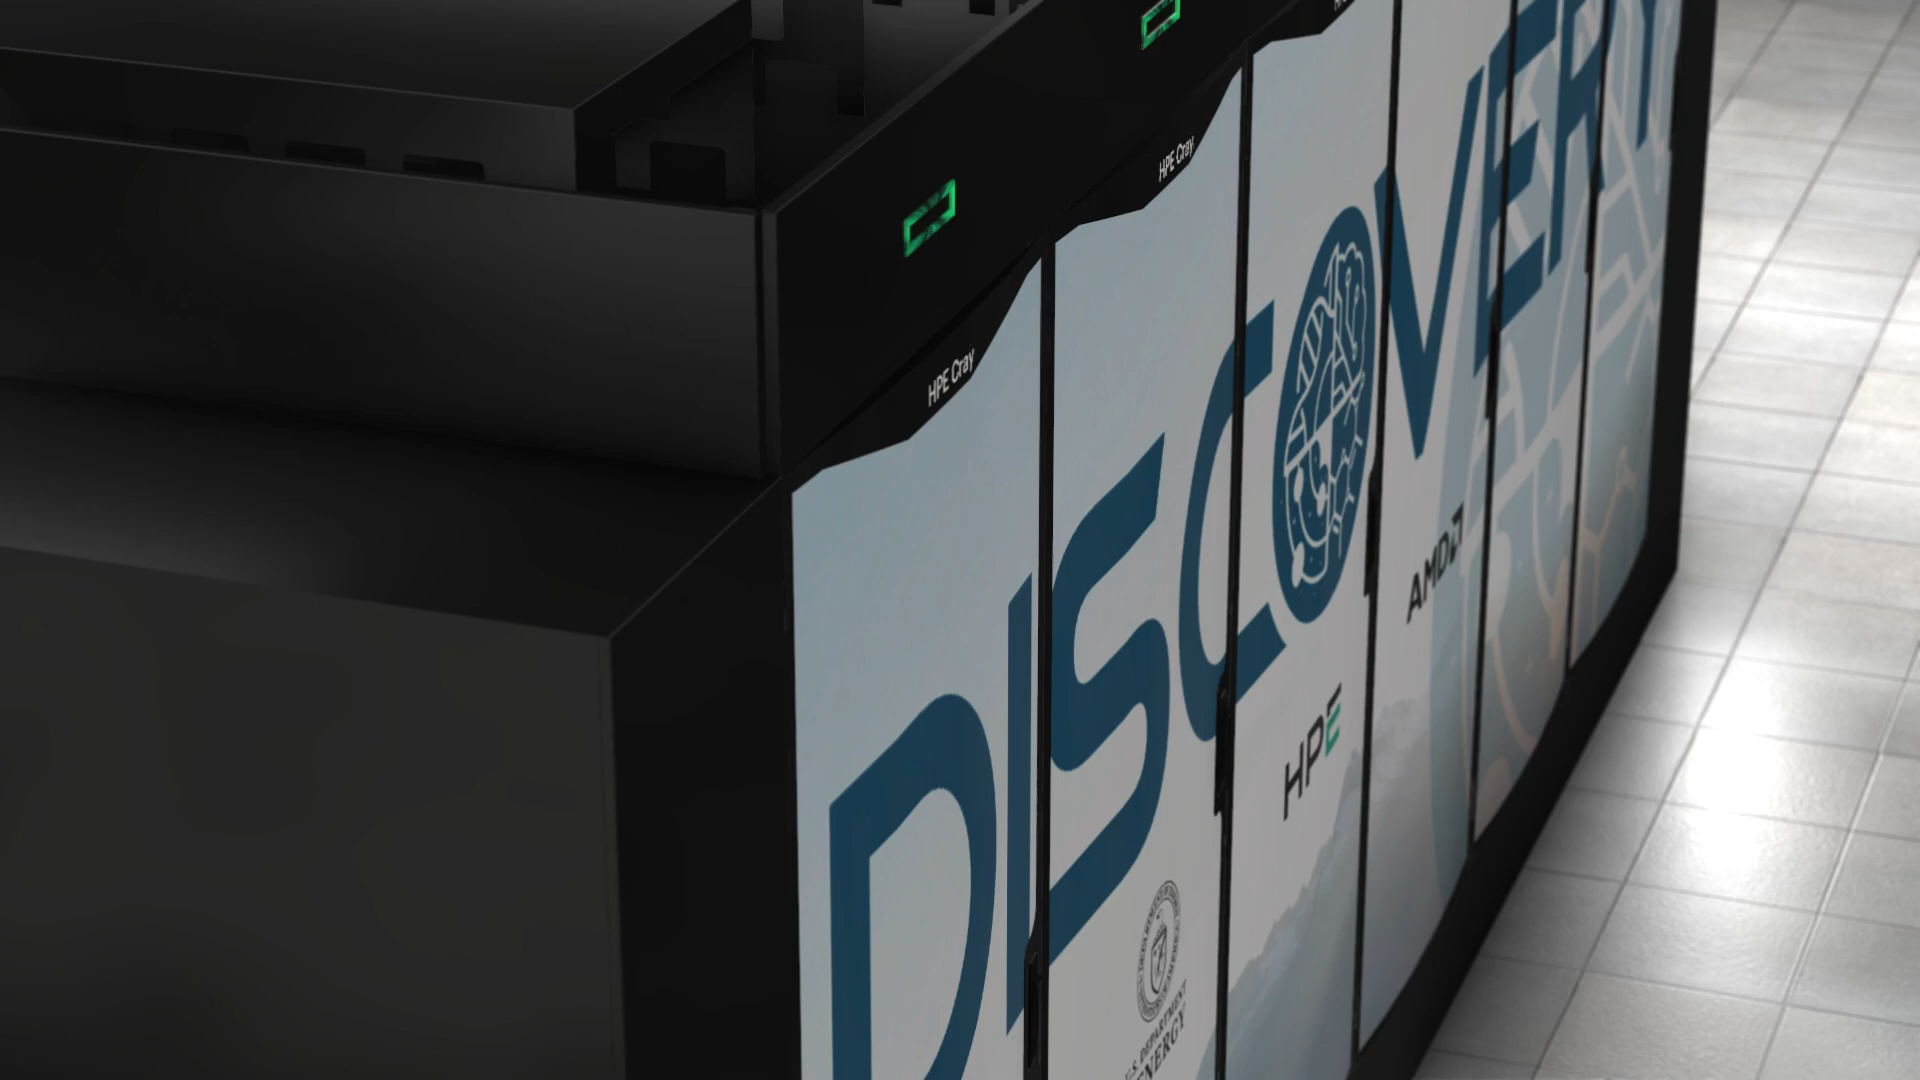 HPE Cray
HPE Cray
DISCOVERY
AMD
HPE
U.S. DEPARTMENT
ENERGY